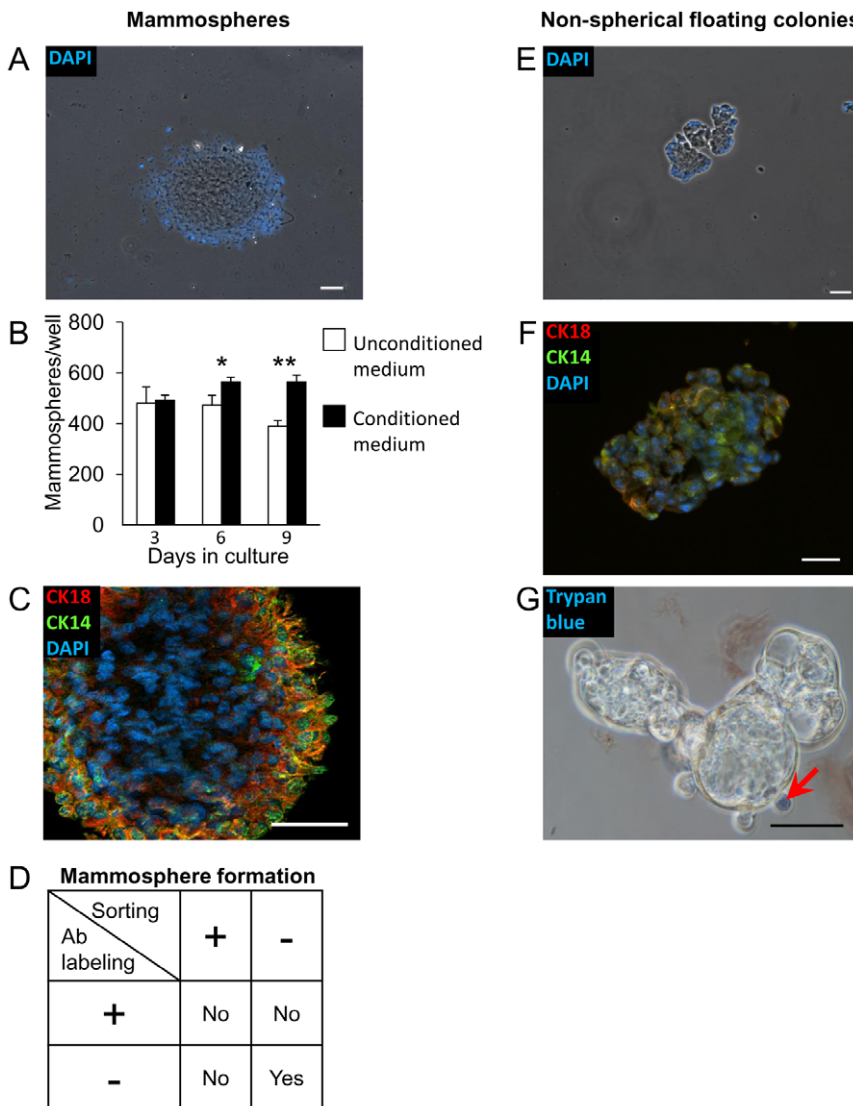 Mammospheres
Non-spherical floating colonies
A
DAPI
E
DAPI
B
Mammospheres/well
800
600
400
200
0
* **
3 6 9
Days in culture
Unconditioned
medium
Conditioned
medium
F
CK18
CK14
DAPI
C
CK18
CK14
DAPI
G
Trypan
blue
D
Mammosphere formation
Sorting
Ab
labeling
+ -
+ No No
- No Yes